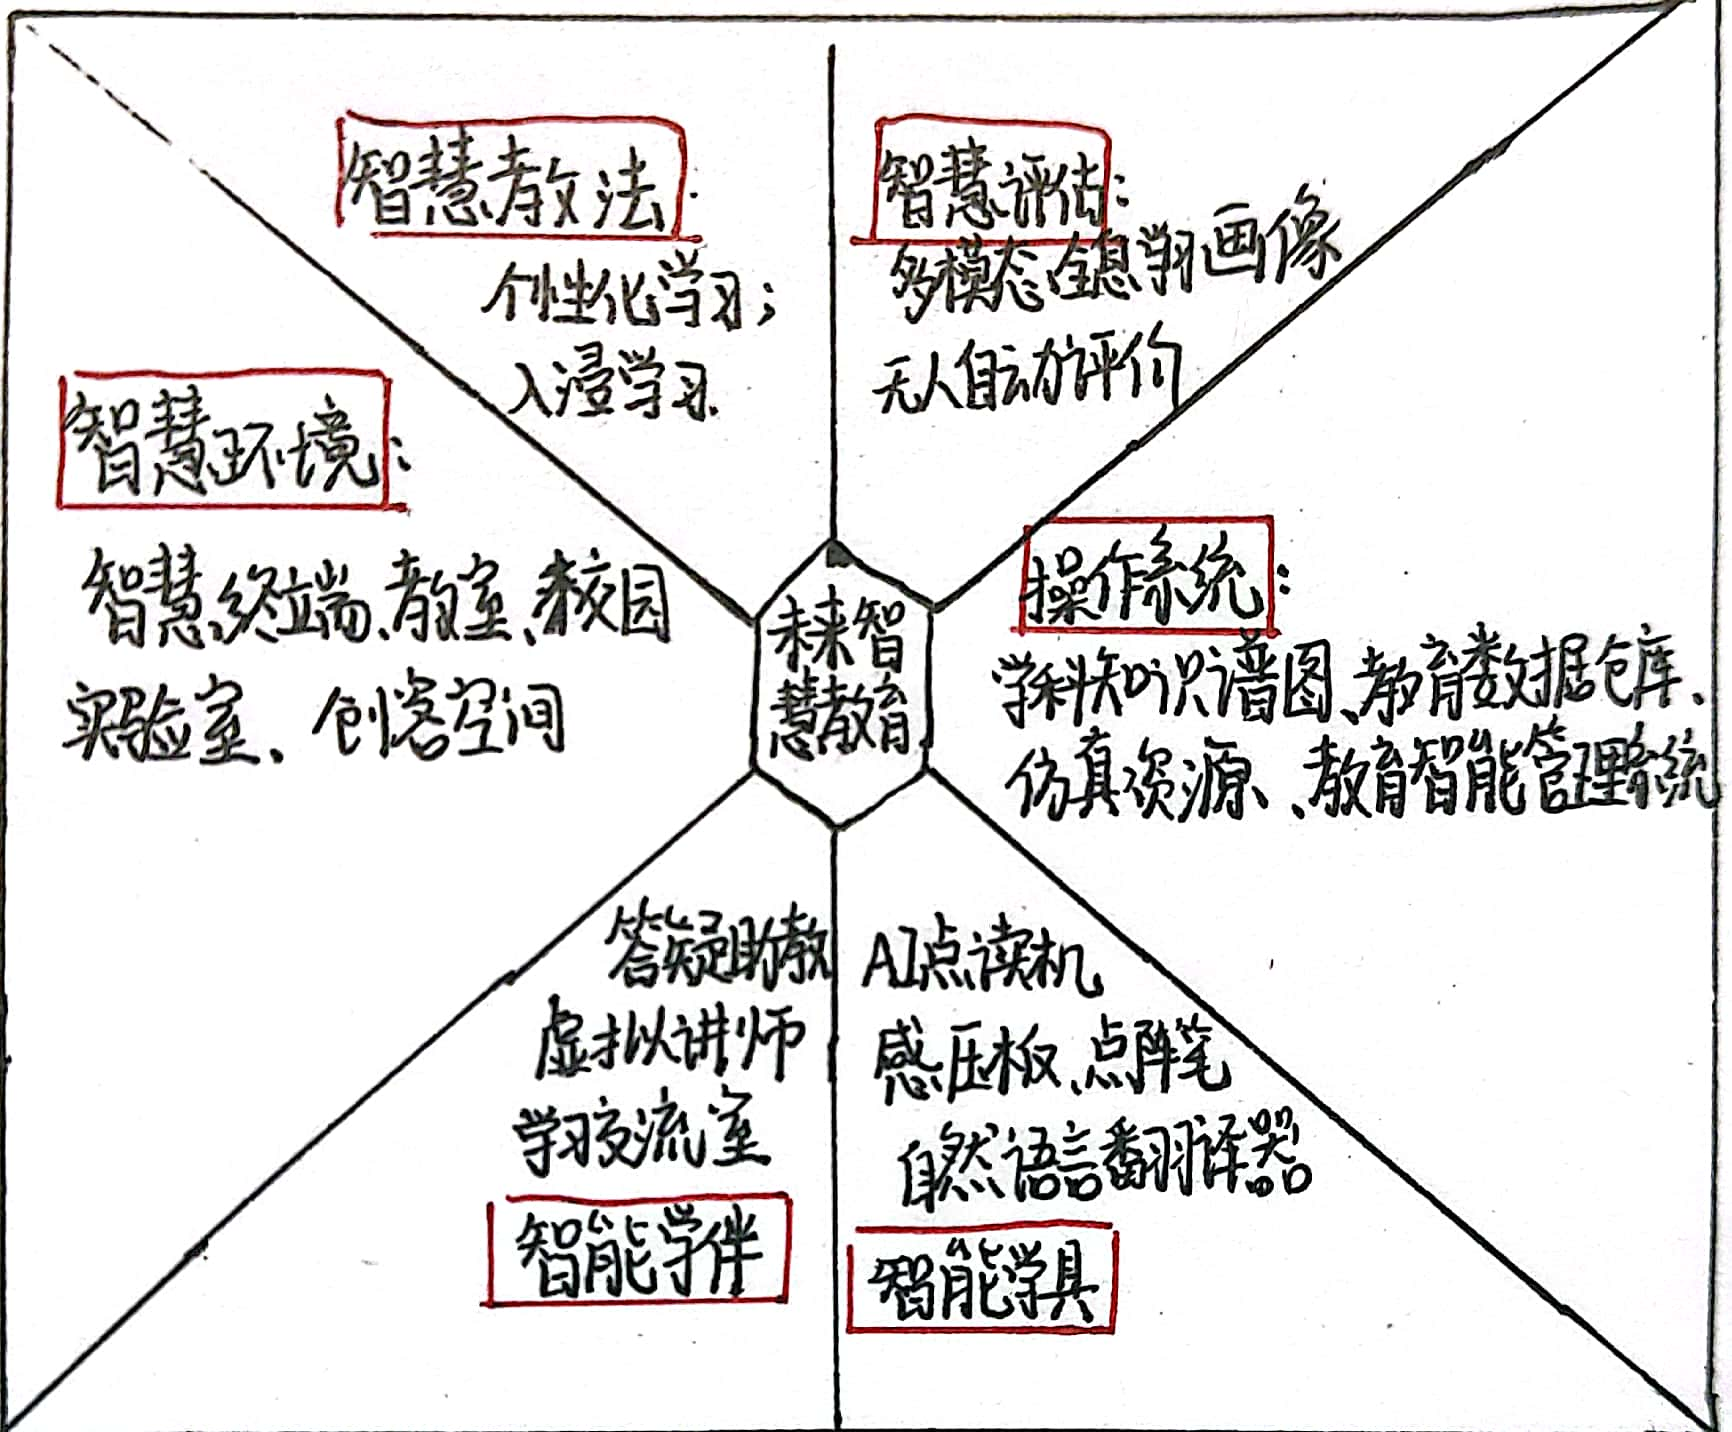 智慧教法:
个性化学习;
入浸学习.
智慧评估:
多模态、全息学习画像
无人自动评价
智慧环境:
智慧终端、教室、校园
实验室、创客空间
未来智
慧教育
操作系统:
学科知识谱图、教育数据仓库、
仿真资源、教育智能管理系统
答疑助教
虚拟讲师
学习交流室
智能学伴
AI点读机
感压板、点阵笔
自然语言翻译器
智能学具